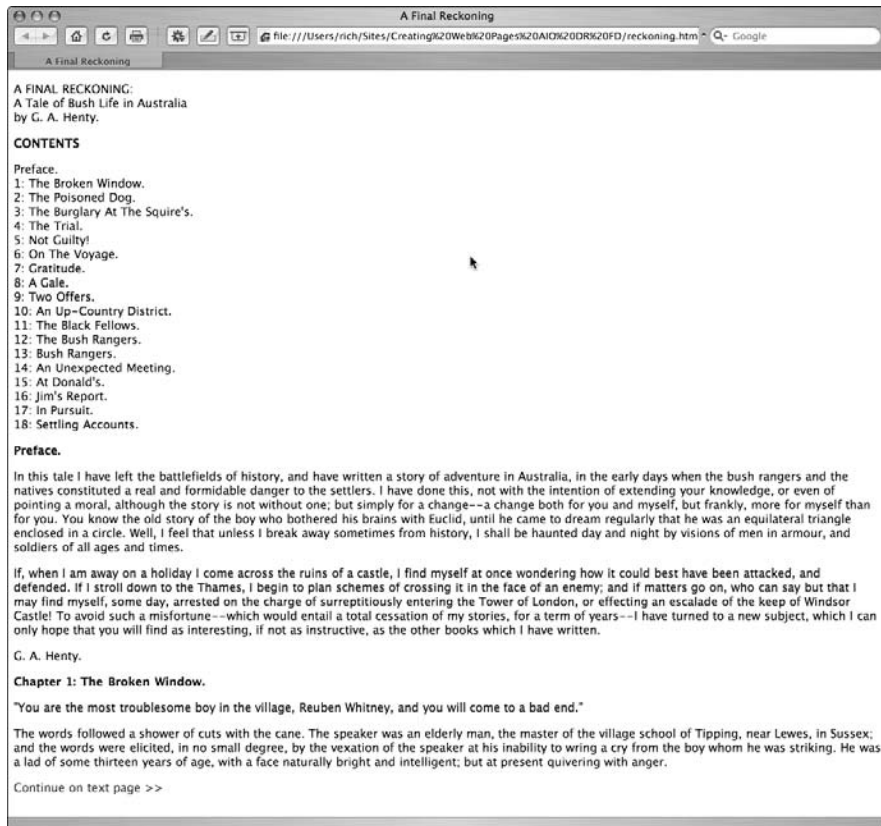 A Final Reckoning
file:///Users/rich/Sites/Creating%20Web%20Pages%20AIO%20DR%20FD/reckoning.htm
Google
A Final Reckoning
A FINAL RECKONING:
A Tale of Bush Life in Australia
by G. A. Henty.
CONTENTS
Preface.
1: The Broken Window.
2: The Poisoned Dog.
3: The Burglary At The Squire's.
4: The Trial.
5: Not Guilty!
6: On The Voyage.
7: Gratitude.
8: A Gale.
9: Two Offers.
10: An Up-Country District.
11: The Black Fellows.
12: The Bush Rangers.
13: Bush Rangers.
14: An Unexpected Meeting.
15: At Donald's.
16: Jim's Report.
17: In Pursuit.
18: Settling Accounts.
Preface.
In this tale I have left the battlefields of history, and have written a story of adventure in Australia, in the early days when the bush rangers and the
natives constituted a real and formidable danger to the settlers. I have done this, not with the intention of extending your knowledge, or even of
pointing a moral, although the story is not without one; but simply for a change--a change both for you and myself, but frankly, more for myself than
for you. You know the old story of the boy who bothered his brains with Euclid, until he came to dream regularly that he was an equilateral triangle
enclosed in a circle. Well, I feel that unless I break away sometimes from history, I shall be haunted day and night by visions of men in armour, and
soldiers of all ages and times.
If, when I am away on a holiday I come across the ruins of a castle, I find myself at once wondering how it could best have been attacked, and
defended. If I stroll down to the Thames, I begin to plan schemes of crossing it in the face of an enemy; and if matters go on, who can say but that I
may find myself, some day, arrested on the charge of surreptitiously entering the Tower of London, or effecting an escalade of the keep of Windsor
Castle! To avoid such a misfortune--which would entail a total cessation of my stories, for a term of years--I have turned to a new subject, which I can
only hope that you will find as interesting, if not as instructive, as the other books which I have written.
G. A. Henty.
Chapter 1: The Broken Window.
"You are the most troublesome boy in the village, Reuben Whitney, and you will come to a bad end."
The words followed a shower of cuts with the cane. The speaker was an elderly man, the master of the village school of Tipping, near Lewes, in Sussex;
and the words were elicited, in no small degree, by the vexation of the speaker at his inability to wring a cry from the boy whom he was striking. He was
a lad of some thirteen years of age, with a face naturally bright and intelligent; but at present quivering with anger.
Continue on text page >>